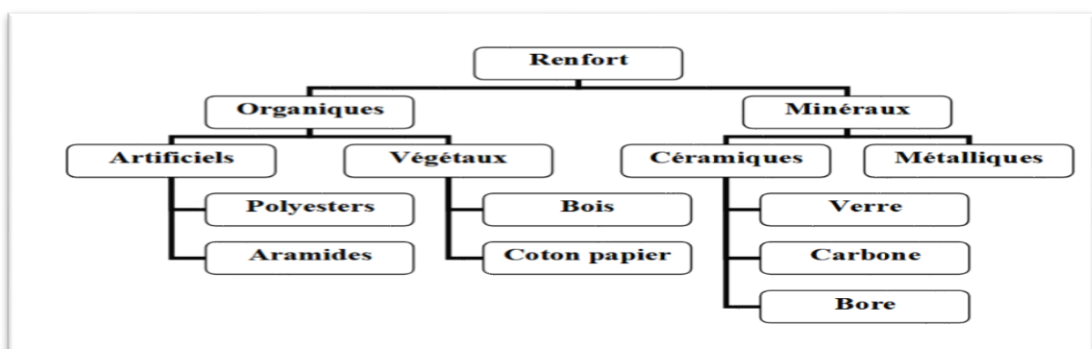 Renfort
Organiques
Minéraux
Artificiels
Végétaux
Céramiques
Métalliques
Polyesters
Bois
Verre
Aramides
Coton papier
Carbone
Bore